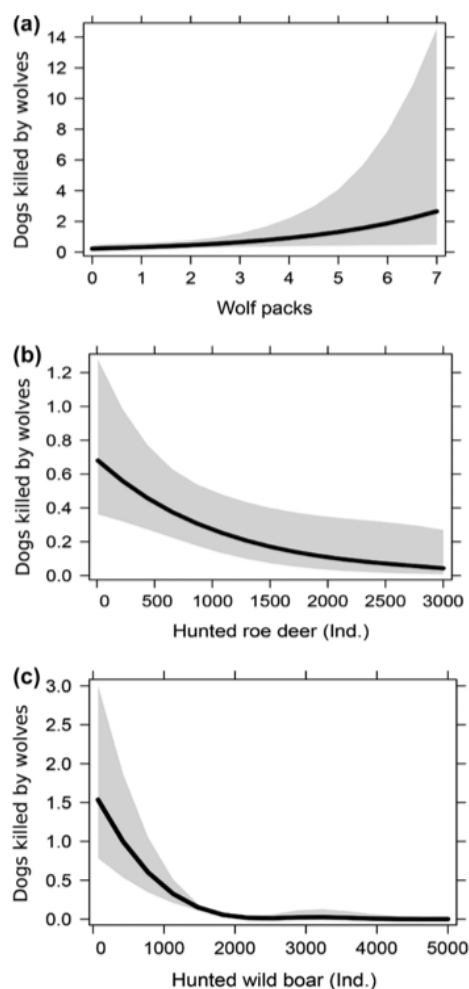 (a)
Dogs killed by wolves
14
12
10
8
6
4
2
0
0 1 2 3 4 5 6 7
Wolf packs
(b)
Dogs killed by wolves
1.2
1.0
0.8
0.6
0.4
0.2
0.0
0 500 1000 1500 2000 2500 3000
Hunted roe deer (Ind.)
(c)
Dogs killed by wolves
3.0
2.5
2.0
1.5
1.0
0.5
0.0
0 1000 2000 3000 4000 5000
Hunted wild boar (Ind.)